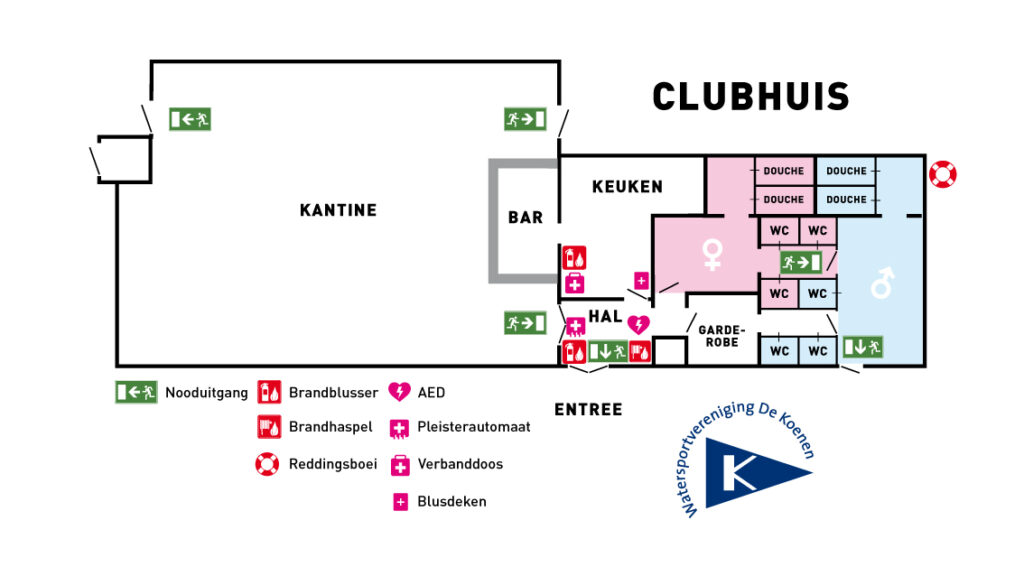 CLUBHUIS
DOUCHE
DOUCHE
DOUCHE
DOUCHE
KEUKEN
KANTINE
BAR
WC
WC
WC
WC
HAL
GARDE-
ROBE
WC
WC
Nooduitgang
Brandblusser
AED
ENTREE
Brandhaspel
Pleisterautomaat
Reddingsboei
Verbanddoos
Blusdeken
Watersportvereniging De Koenen
K